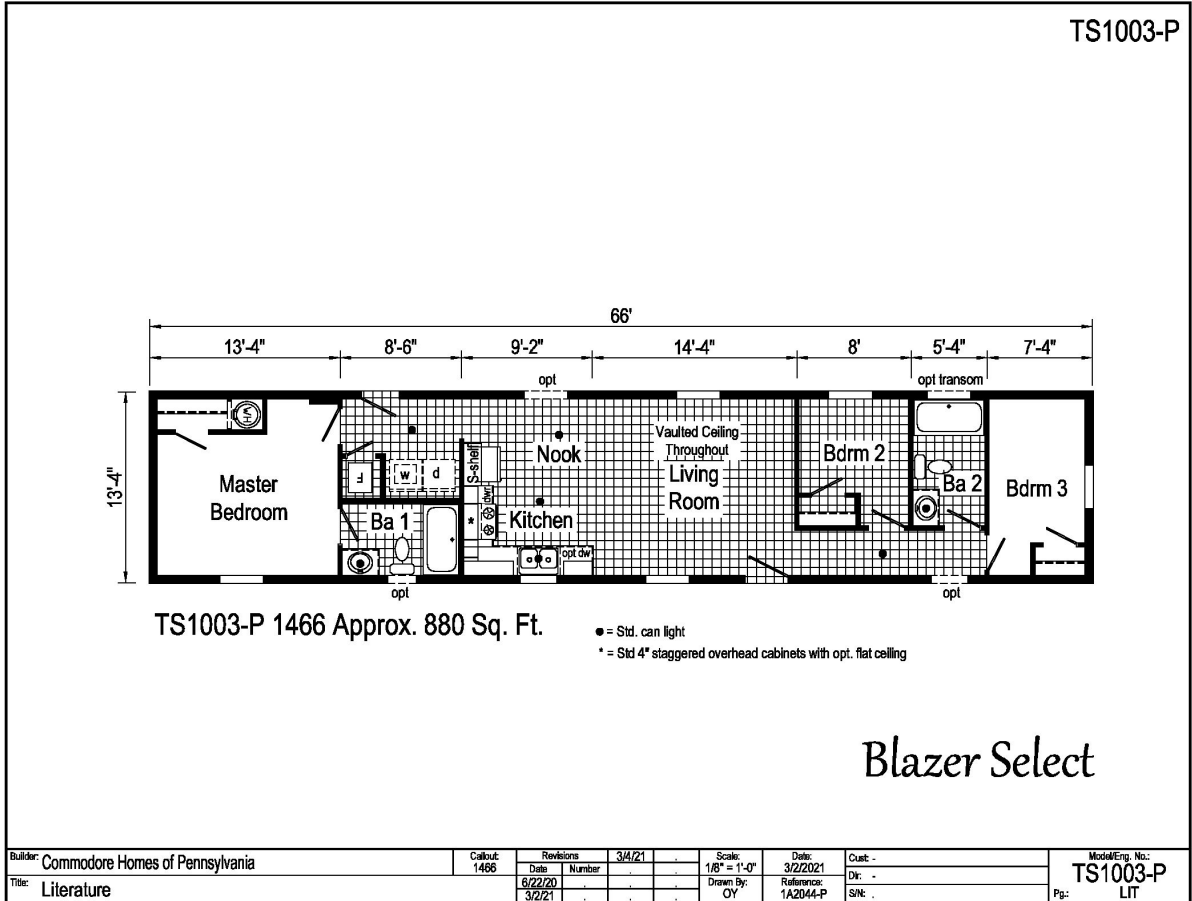 TS1003-P
66'
13'-4" 8'-6" 9'-2" 14'-4" 8' 5'-4" 7'-4"
opt opt transom
13'-4"
WH
Master
Bedroom
F
W D
Ba 1
S-shelf
*
dwr
Nook
Kitchen
opt dw
Vaulted Ceiling
Throughout
Living
Room
Bdrm 2
Ba 2
Bdrm 3
opt opt
TS1003-P 1466 Approx. 880 Sq. Ft.
● = Std. can light
* = Std 4" staggered overhead cabinets with opt. flat ceiling
Blazer Select
Builder: Commodore Homes of Pennsylvania
Title: Literature
Callout:
1466
Revisions 3/4/21 .
Date Number . .
6/22/20 . . .
3/2/21 . . .
Scale:
1/8" = 1'-0"
Drawn By:
OY
Date:
3/2/2021
Reference:
1A2044-P
Cust: -
Dir: -
S/N: .
Model/Eng. No.:
TS1003-P
Pg.: LIT